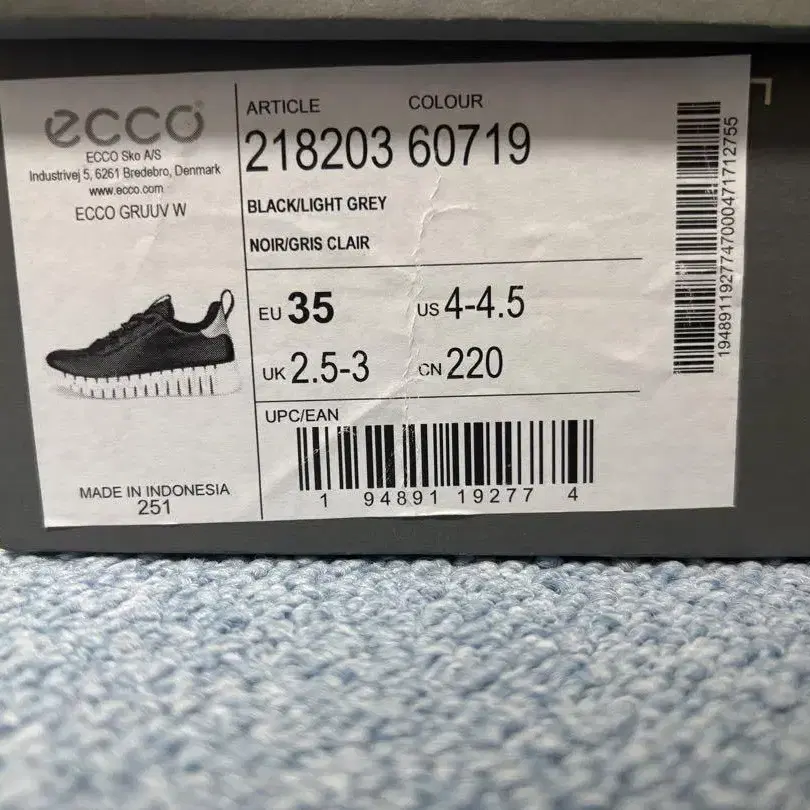 ecco
ECCO Sko A/S
Industrivej 5, 6261 Bredebro, Denmark
www.ecco.com
ECCO GRUUV W
MADE IN INDONESIA
251
ARTICLE COLOUR
218203 60719
BLACK/LIGHT GREY
NOIR/GRIS CLAIR
EU 35 US 4-4.5
UK 2.5-3 CN 220
UPC/EAN
1 94891 19277 4
19489119277470004717​12755